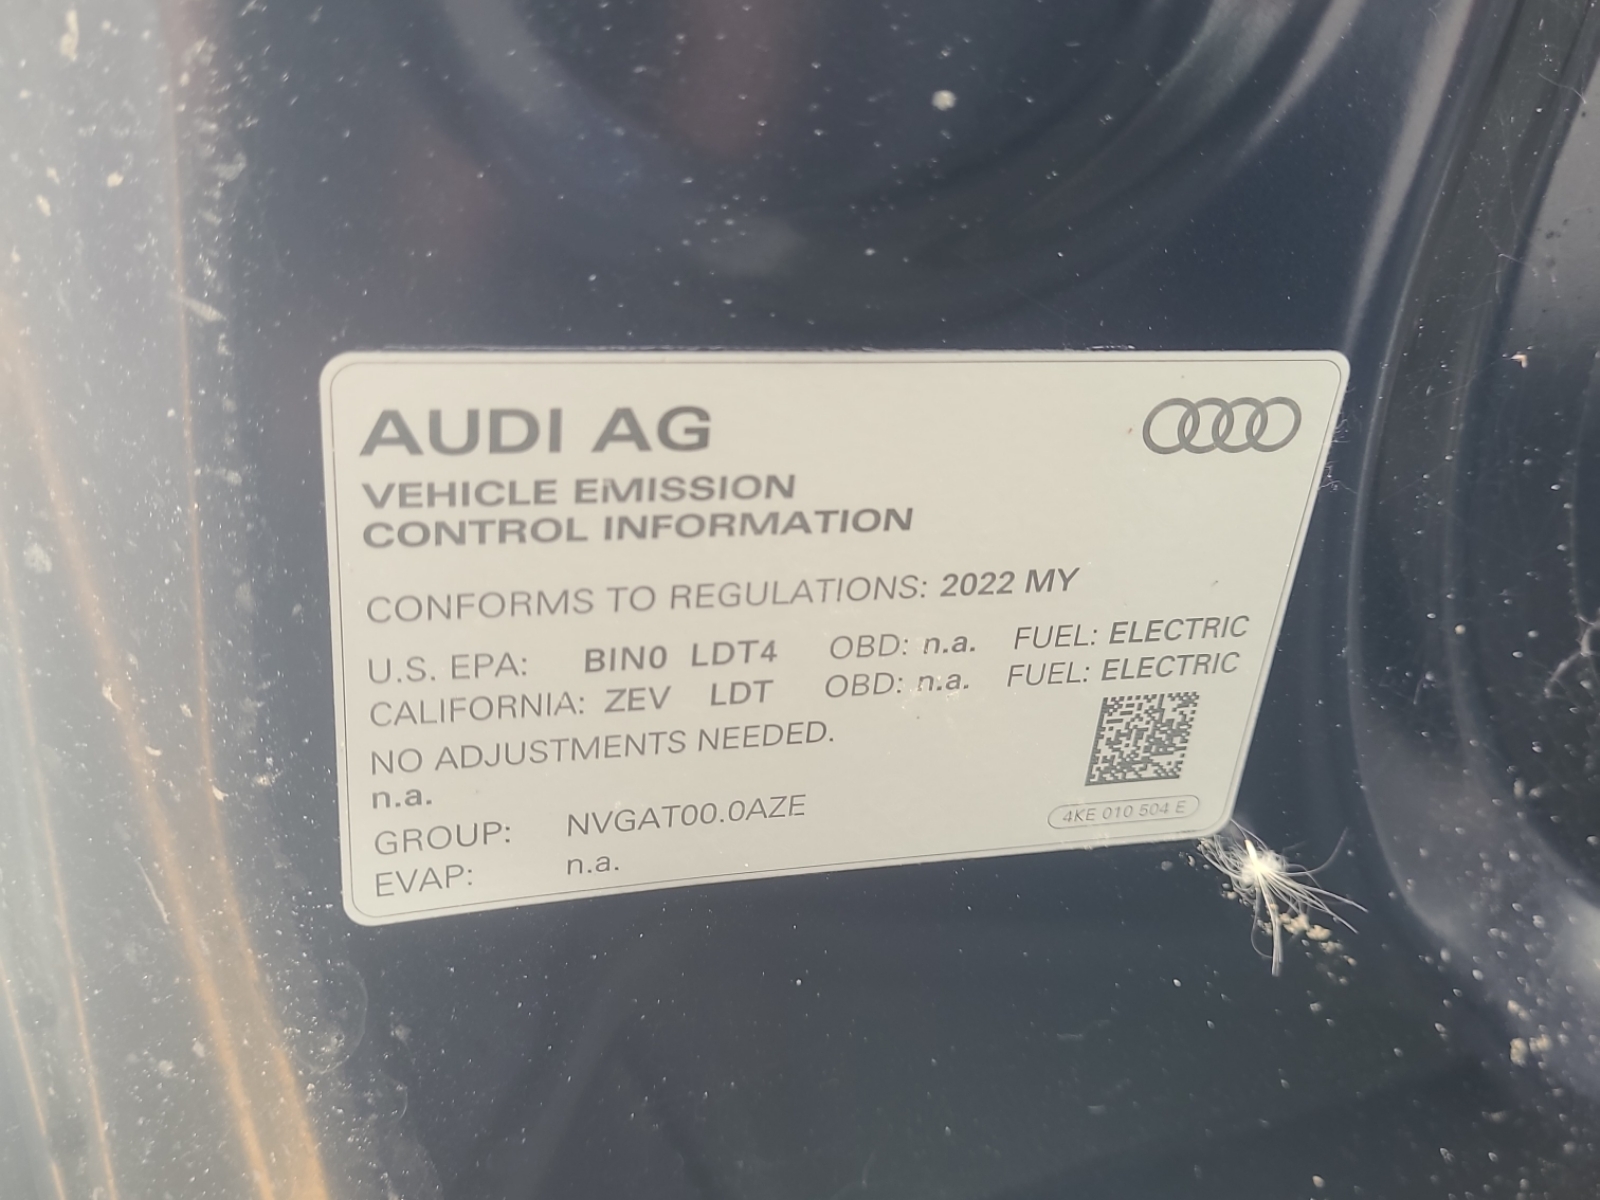 AUDI AG
VEHICLE EMISSION
CONTROL INFORMATION
CONFORMS TO REGULATIONS: 2022 MY
U.S. EPA: BIN0 LDT4 OBD: n.a. FUEL: ELECTRIC
CALIFORNIA: ZEV LDT OBD: n.a. FUEL: ELECTRIC
NO ADJUSTMENTS NEEDED.
n.a.
GROUP: NVGAT00.0AZE
EVAP: n.a.
4KE 010 504 E